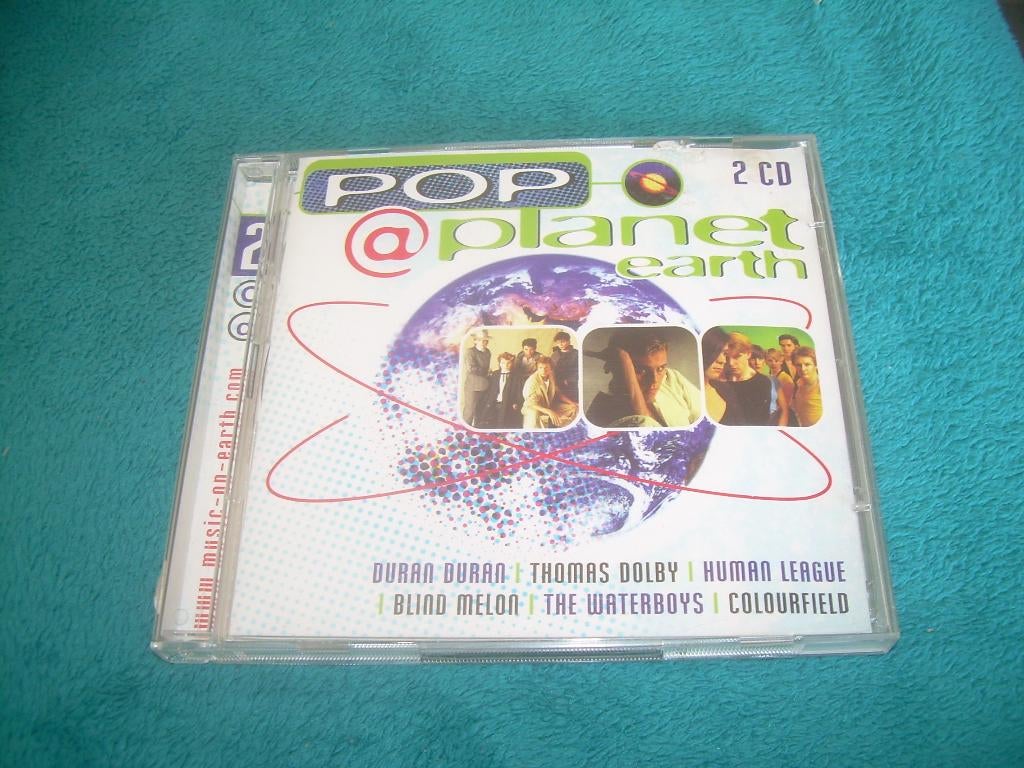 POP
2 CD
@planet
earth
DURAN DURAN | THOMAS DOLBY | HUMAN LEAGUE
| BLIND MELON | THE WATERBOYS | COLOURFIELD
2
@
@
www.music-on-earth.com